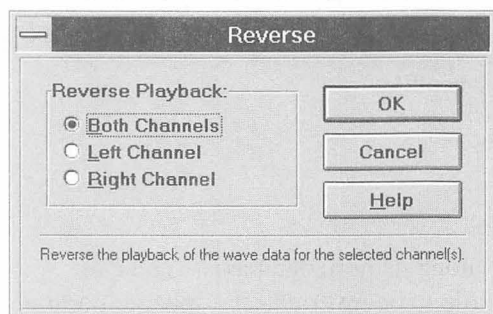 Reverse
Reverse Playback:
Both Channels
Left Channel
Right Channel
OK
Cancel
Help
Reverse the playback of the wave data for the selected channel(s).